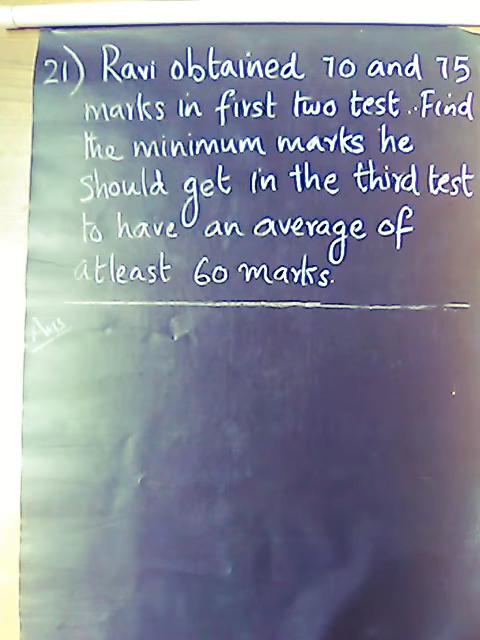 21) Ravi obtained 70 and 75
marks in first two test. Find
the minimum marks he
should get in the third test
to have an average of
atleast 60 marks.
Ans